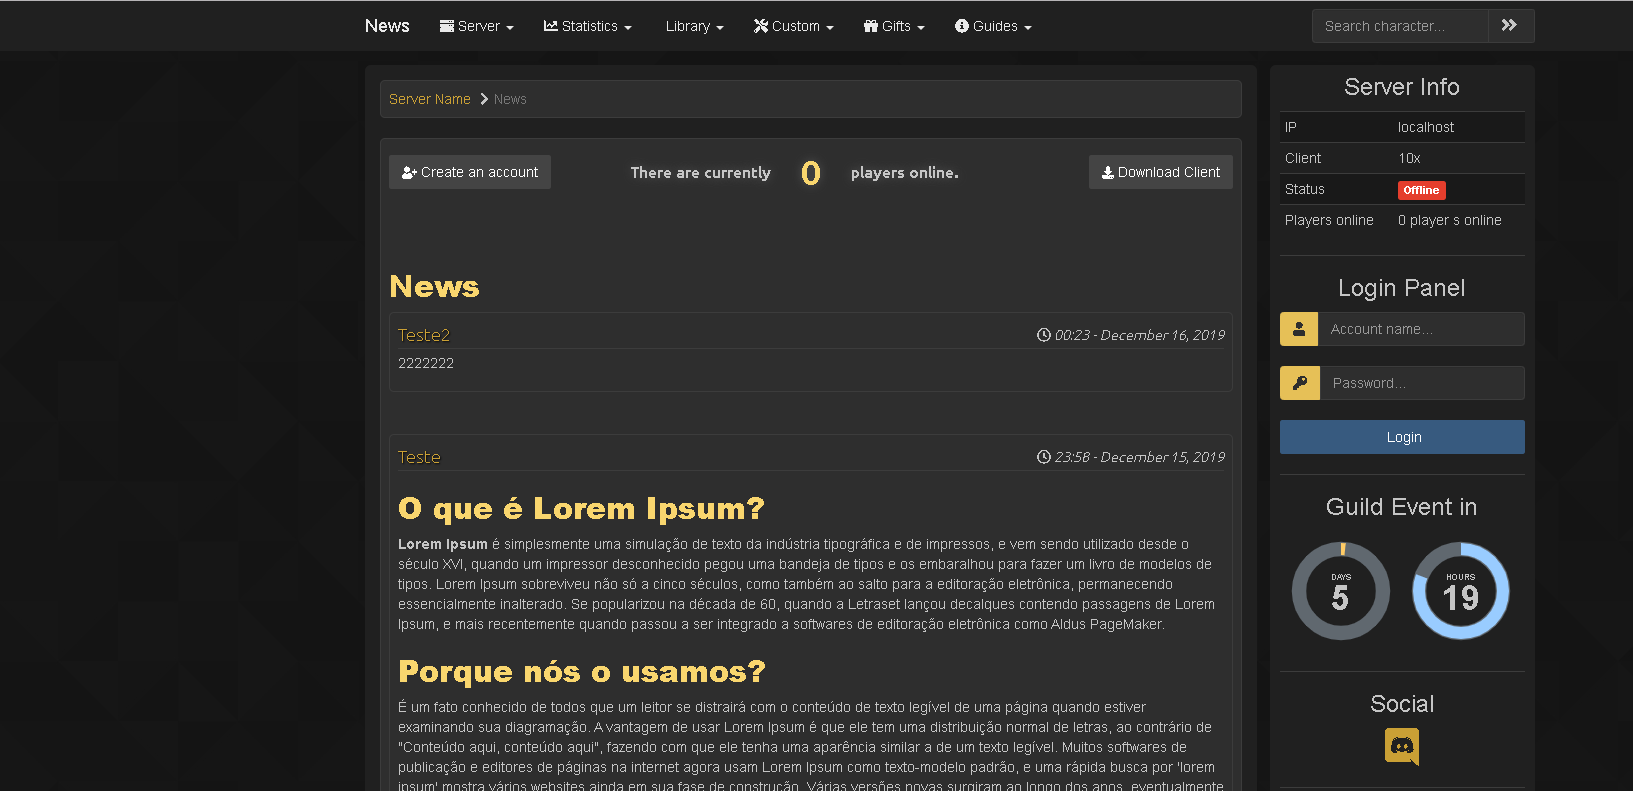 News Server Statistics Library Custom Gifts Guides Search character...
Server Name News
Create an account There are currently 0 players online. Download Client
News
Teste2 00:23 - December 16, 2019
2222222
Teste 23:58 - December 15, 2019
O que é Lorem Ipsum?
Lorem Ipsum é simplesmente uma simulação de texto da indústria tipográfica e de impressos, e vem sendo utilizado desde o
século XVI, quando um impressor desconhecido pegou uma bandeja de tipos e os embaralhou para fazer um livro de modelos de
tipos. Lorem Ipsum sobreviveu não só a cinco séculos, como também ao salto para a editoração eletrônica, permanecendo
essencialmente inalterado. Se popularizou na década de 60, quando a Letraset lançou decalques contendo passagens de Lorem
Ipsum, e mais recentemente quando passou a ser integrado a softwares de editoração eletrônica como Aldus PageMaker.
Porque nós o usamos?
É um fato conhecido de todos que um leitor se distrairá com o conteúdo de texto legível de uma página quando estiver
examinando sua diagramação. A vantagem de usar Lorem Ipsum é que ele tem uma distribuição normal de letras, ao contrário de
"Conteúdo aqui, conteúdo aqui", fazendo com que ele tenha uma aparência similar a de um texto legível. Muitos softwares de
publicação e editores de páginas na internet agora usam Lorem Ipsum como texto-modelo padrão, e uma rápida busca por 'lorem
ipsum' mostra vários websites ainda em sua fase de construção. Várias versões novas surgiram ao longo dos anos, eventualmente
Server Info
IP localhost
Client 10x
Status Offline
Players online 0 player s online
Login Panel
Account name...
Password...
Login
Guild Event in
DAYS HOURS
5 19
Social